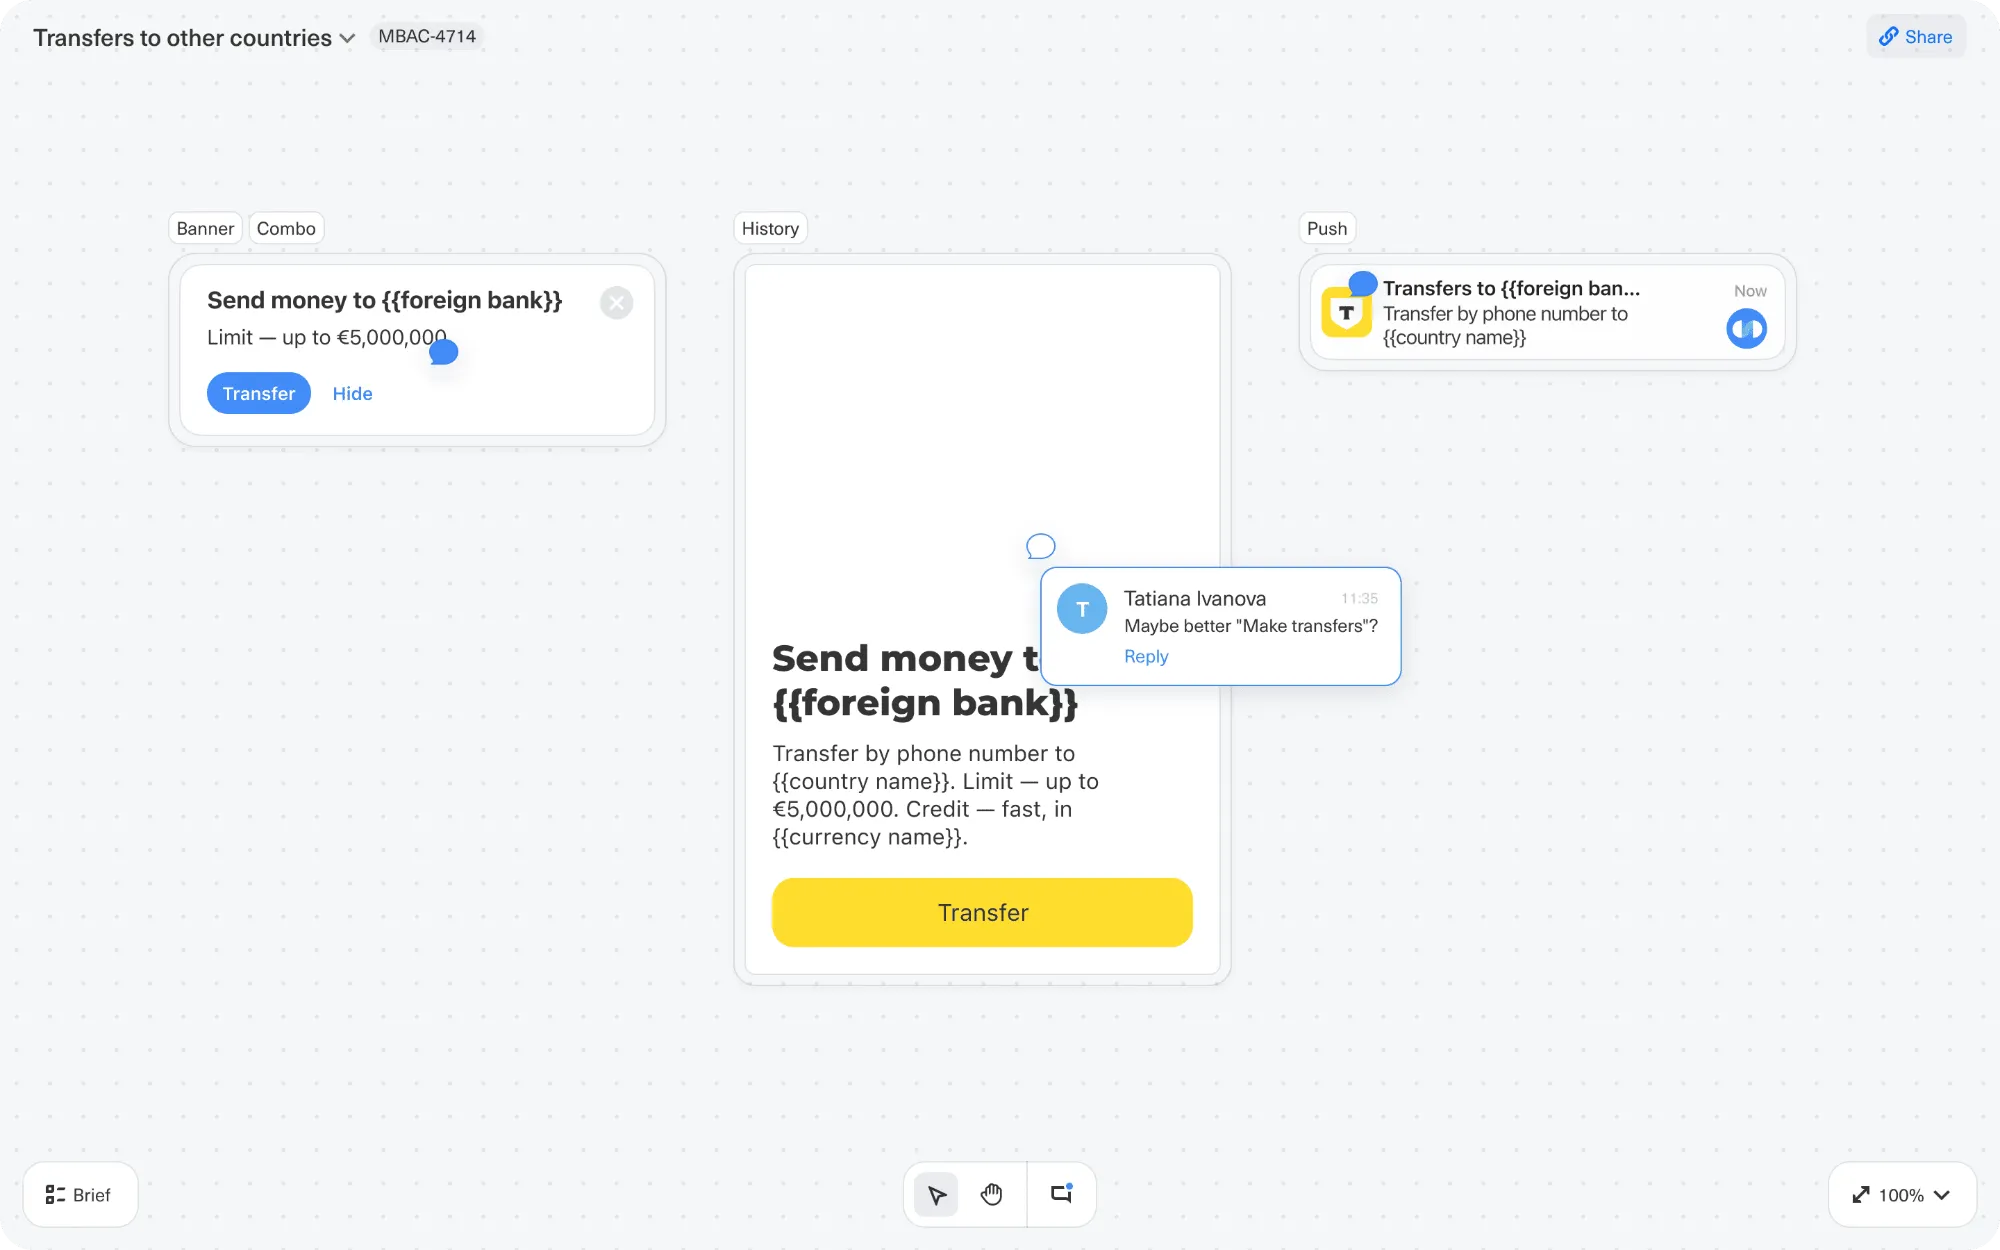 Transfers to other countries
MBAC-4714
Share
Banner
Combo
Send money to {{foreign bank}}
Limit — up to €5,000,000
Transfer
Hide
History
Send money t
{{foreign bank}}
Transfer by phone number to
{{country name}}. Limit — up to
€5,000,000. Credit — fast, in
{{currency name}}.
Transfer
T
Tatiana Ivanova
11:35
Maybe better "Make transfers"?
Reply
Push
T
Transfers to {{foreign ban...
Now
Transfer by phone number to
{{country name}}
Brief
100%